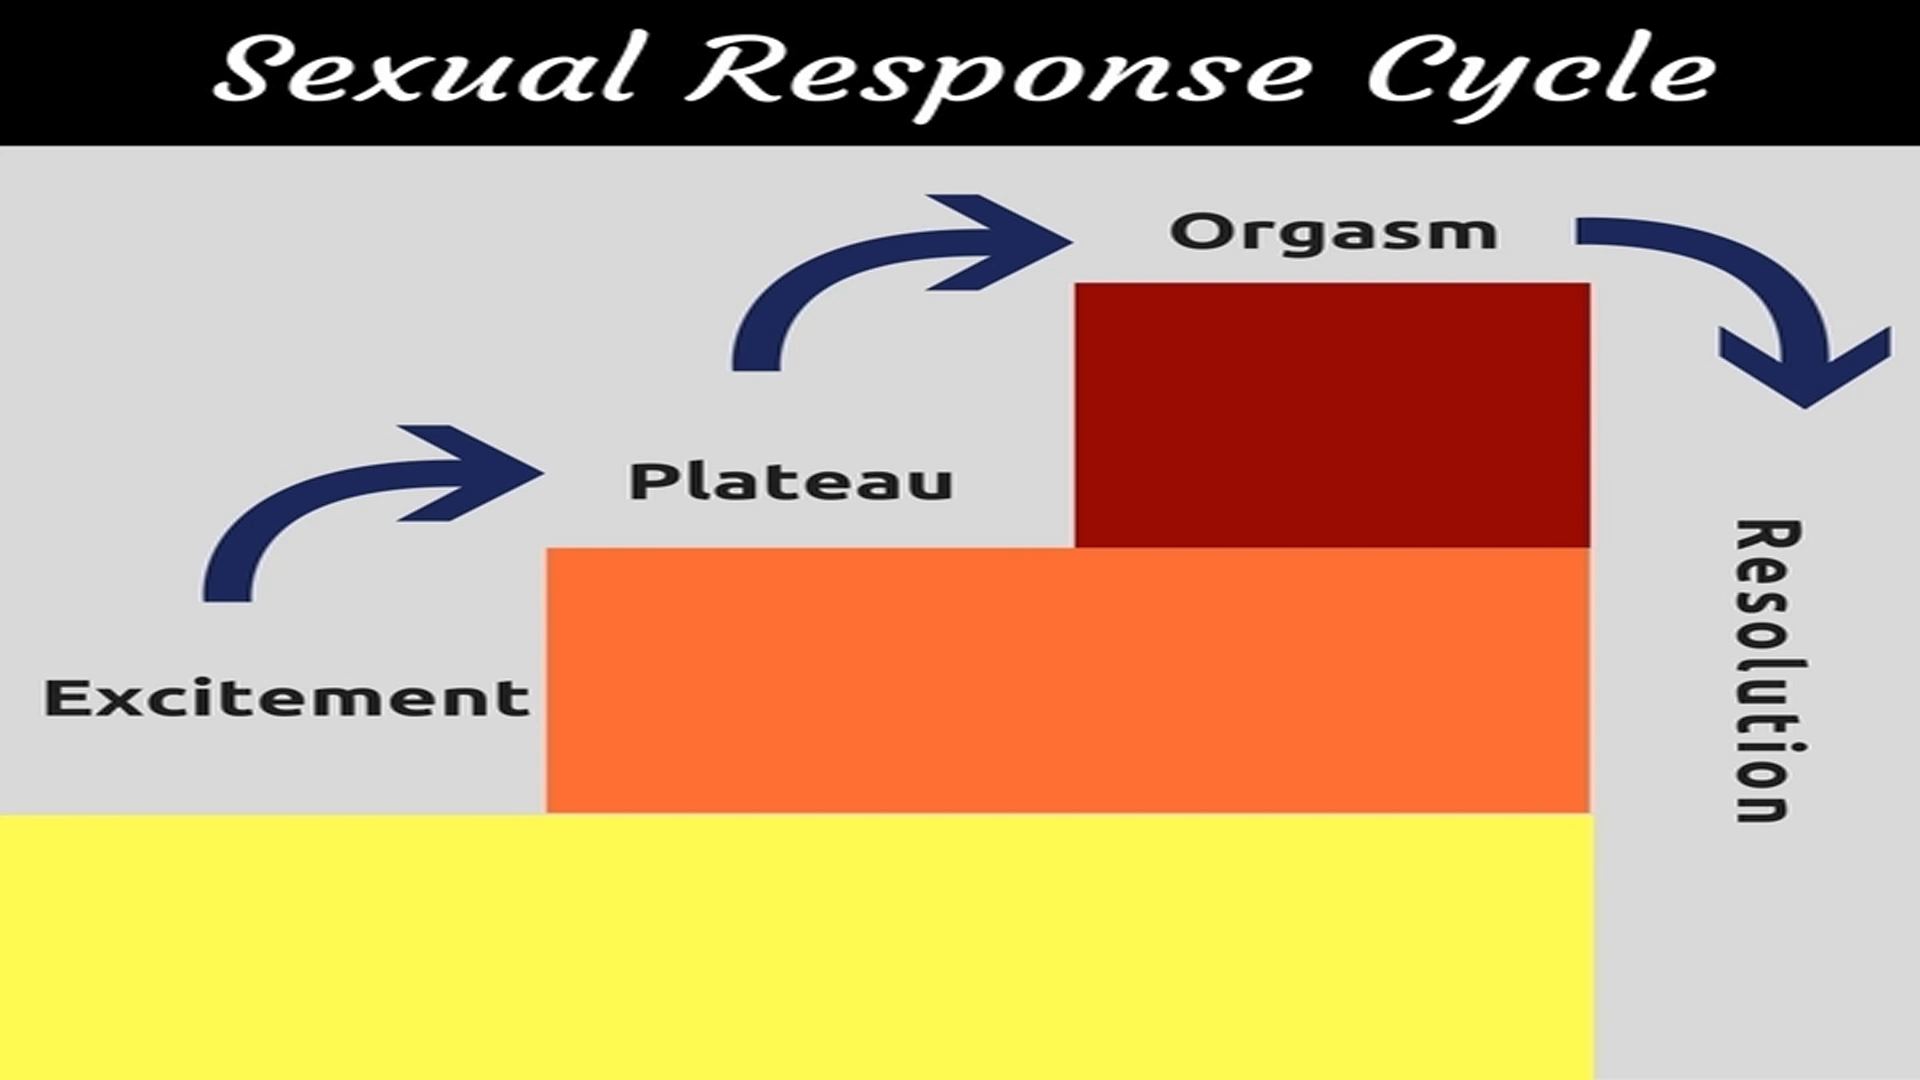 Sexual Response Cycle
Orgasm
Plateau
Excitement
Resolution